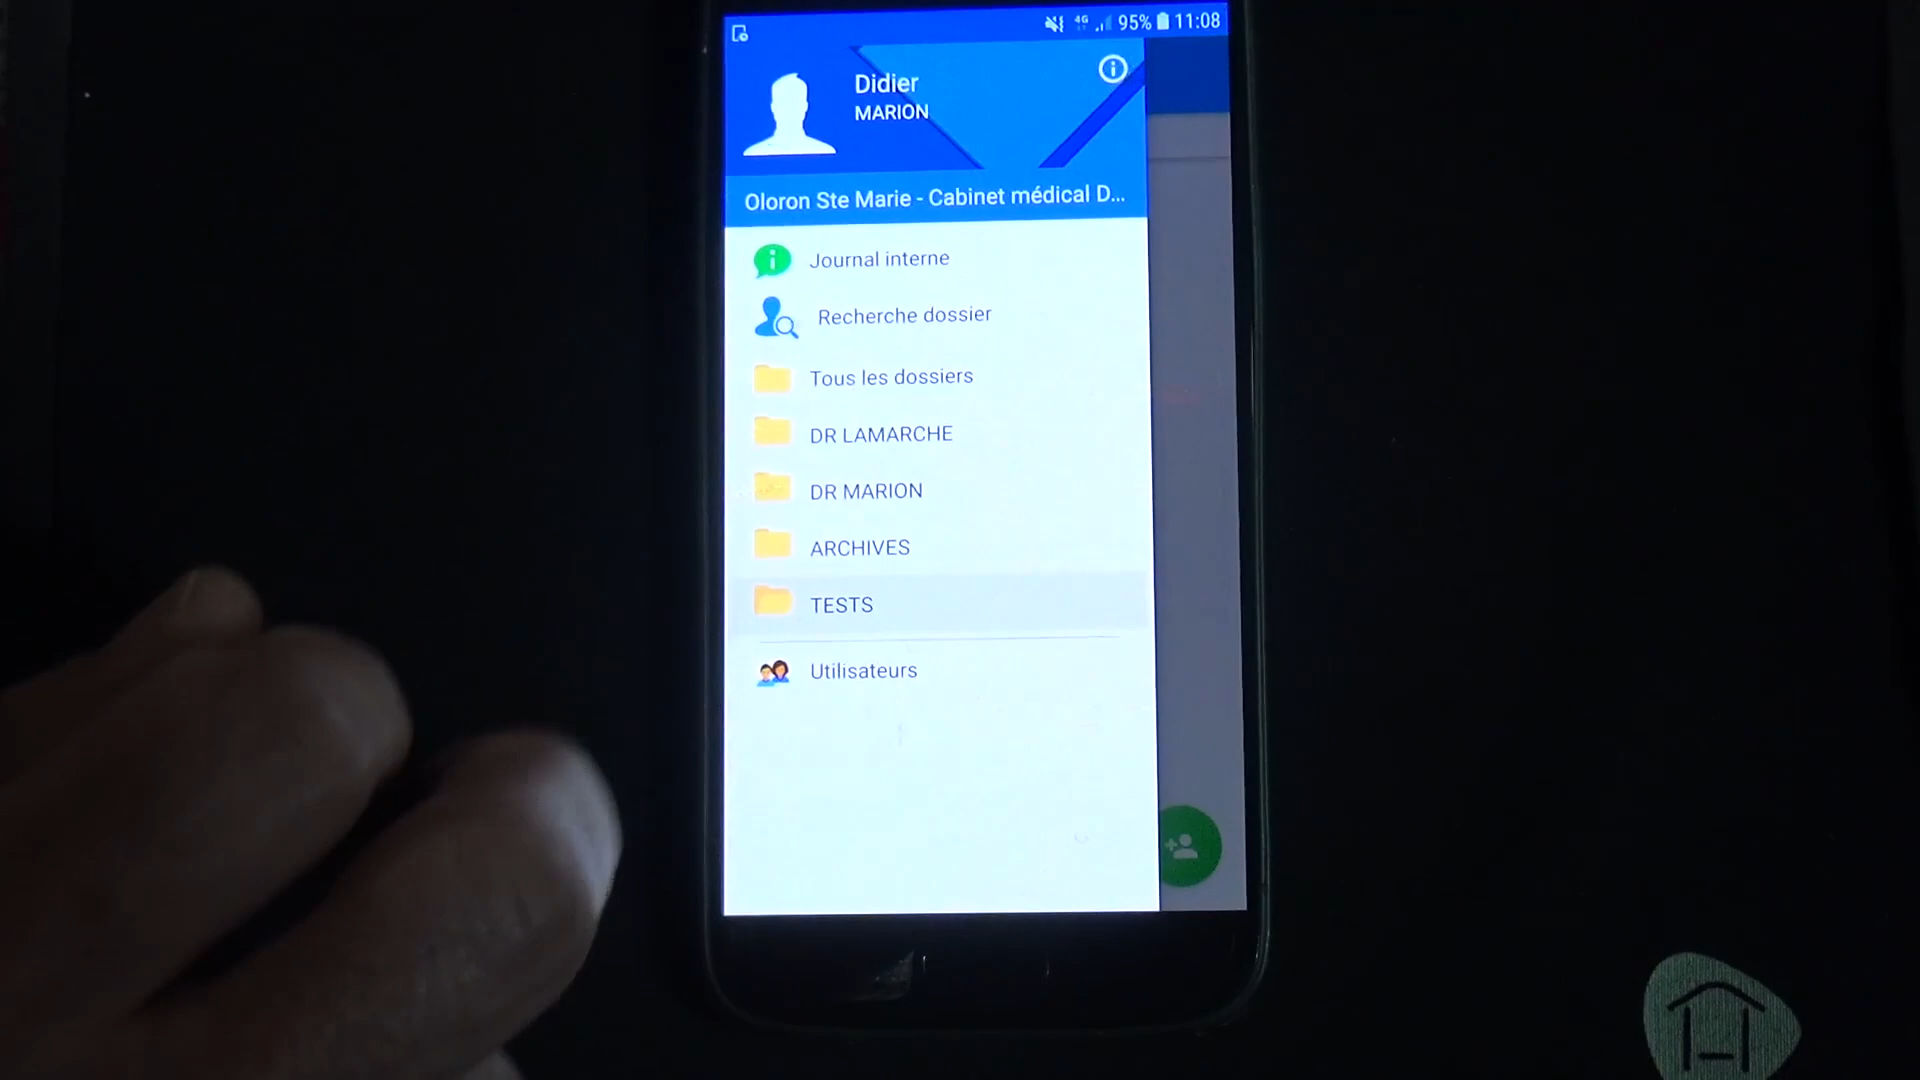 4G 95% 11:08
Didier
MARION
Oloron Ste Marie - Cabinet médical D...
Journal interne
Recherche dossier
Tous les dossiers
DR LAMARCHE
DR MARION
ARCHIVES
TESTS
Utilisateurs